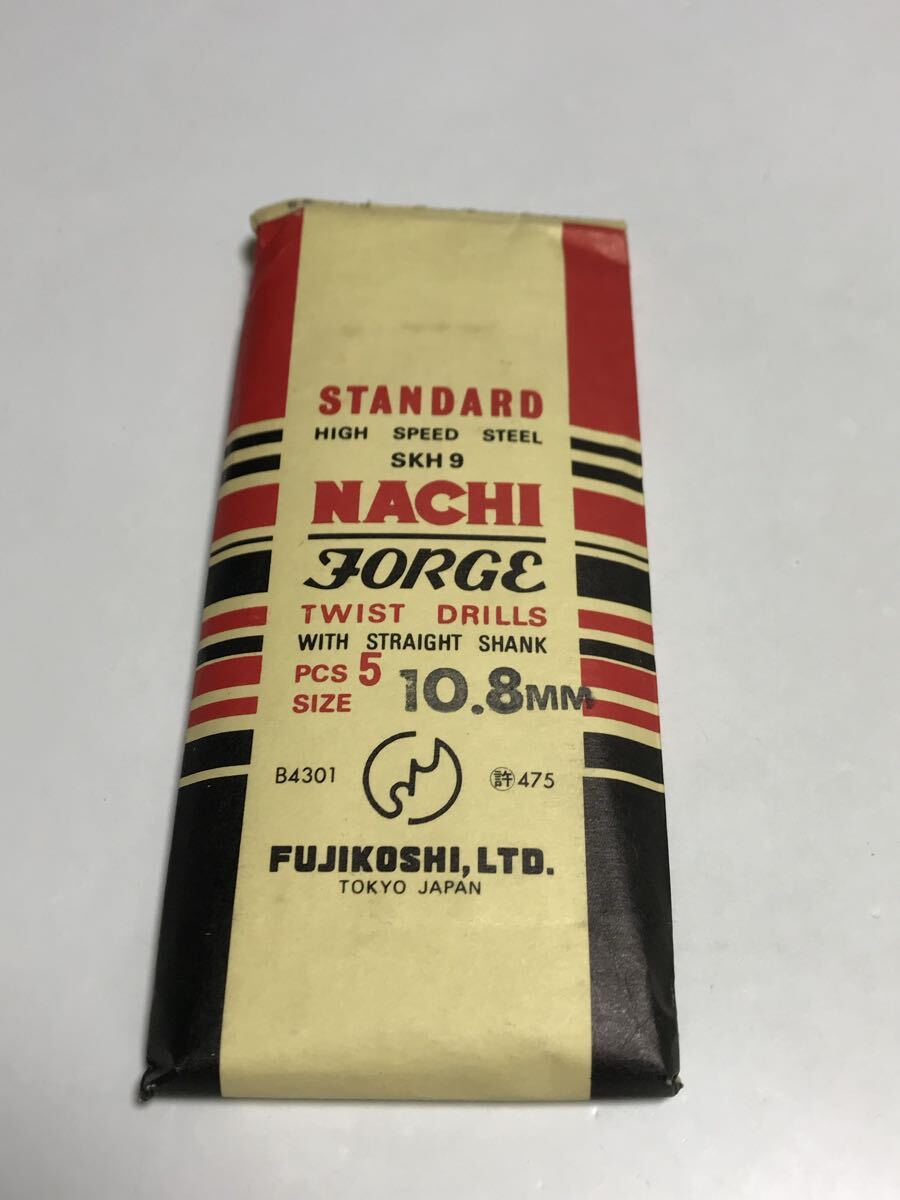 STANDARD
HIGH SPEED STEEL
SKH 9
NACHI
FORGE
TWIST DRILLS
WITH STRAIGHT SHANK
PCS 5
SIZE 10.8MM
B4301 許 475
FUJIKOSHI, LTD.
TOKYO JAPAN